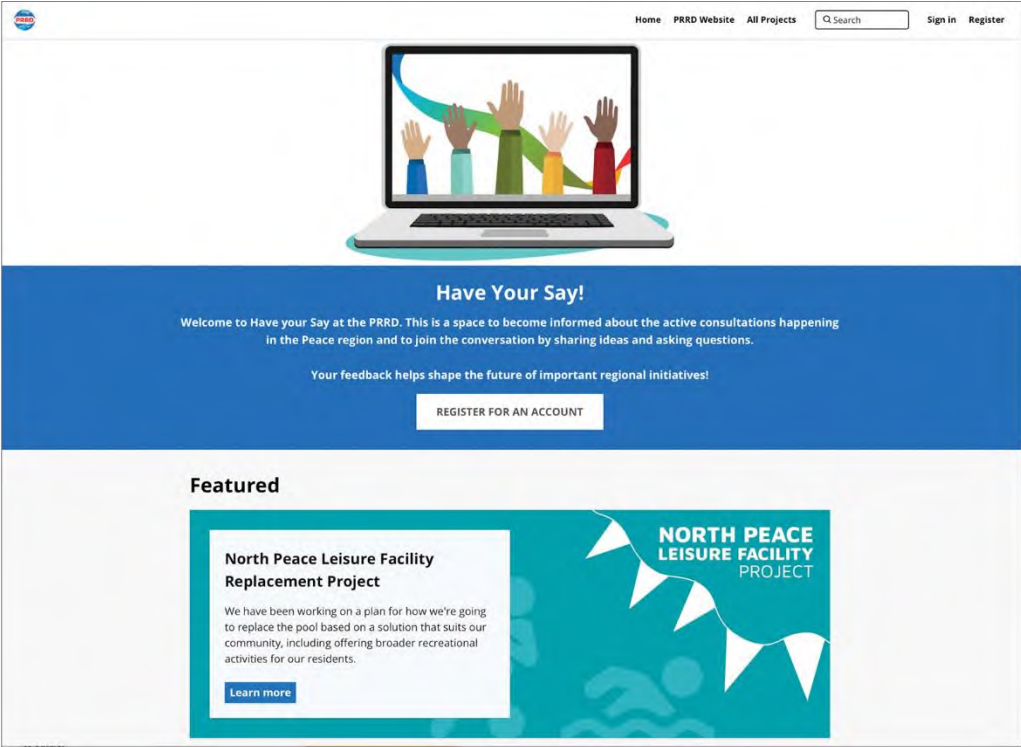 PRRD
Home PRRD Website All Projects Search Sign in Register
Have Your Say!
Welcome to Have your Say at the PRRD. This is a space to become informed about the active consultations happening
in the Peace region and to join the conversation by sharing ideas and asking questions.
Your feedback helps shape the future of important regional initiatives!
REGISTER FOR AN ACCOUNT
Featured
NORTH PEACE
LEISURE FACILITY
PROJECT
North Peace Leisure Facility
Replacement Project
We have been working on a plan for how we're going
to replace the pool based on a solution that suits our
community, including offering broader recreational
activities for our residents.
Learn more